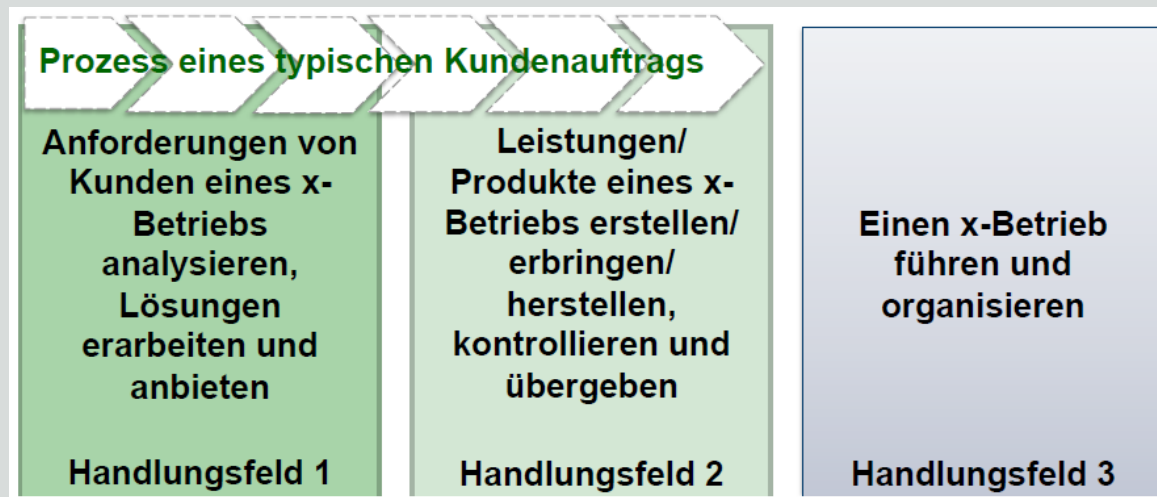 Prozess eines typischen Kundenauftrags
Anforderungen von
Kunden eines x-
Betriebs
analysieren,
Lösungen
erarbeiten und
anbieten
Handlungsfeld 1
Leistungen/
Produkte eines x-
Betriebs erstellen/
erbringen/
herstellen,
kontrollieren und
übergeben
Handlungsfeld 2
Einen x-Betrieb
führen und
organisieren
Handlungsfeld 3